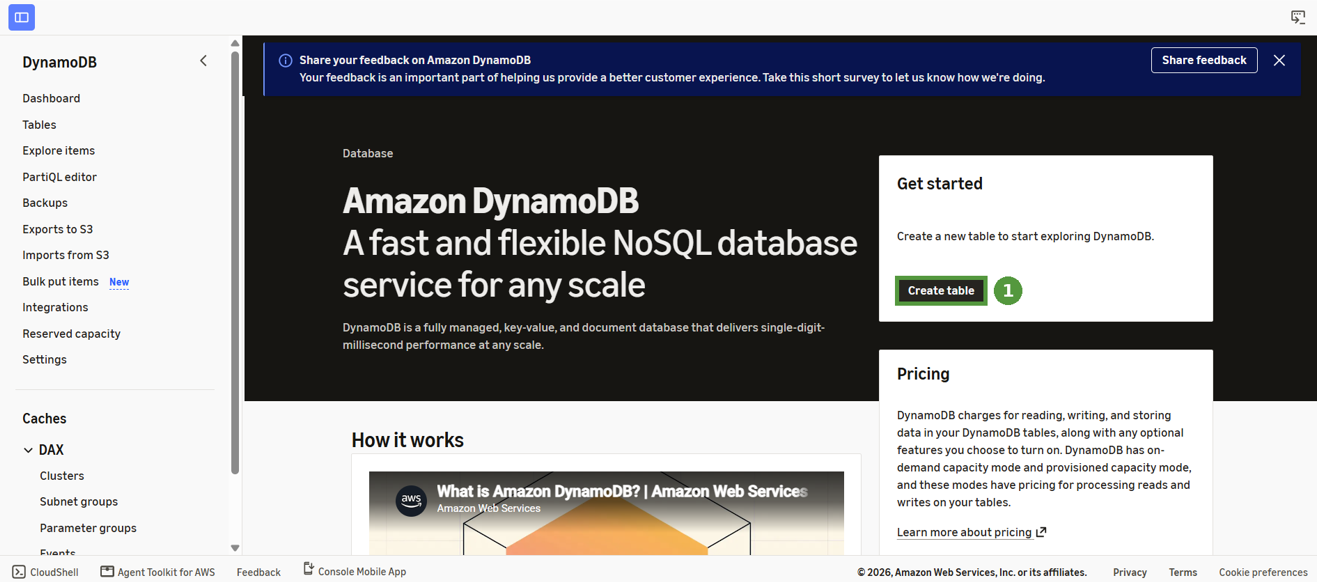 DynamoDB
Dashboard
Tables
Explore items
PartiQL editor
Backups
Exports to S3
Imports from S3
Bulk put items New
Integrations
Reserved capacity
Settings
Caches
DAX
Clusters
Subnet groups
Parameter groups
Events
Share your feedback on Amazon DynamoDB
Your feedback is an important part of helping us provide a better customer experience. Take this short survey to let us know how we're doing.
Share feedback
Database
Amazon DynamoDB
A fast and flexible NoSQL database
service for any scale
DynamoDB is a fully managed, key-value, and document database that delivers single-digit-
millisecond performance at any scale.
Get started
Create a new table to start exploring DynamoDB.
Create table 1
How it works
aws
What is Amazon DynamoDB? | Amazon Web Services
Amazon Web Services
Pricing
DynamoDB charges for reading, writing, and storing
data in your DynamoDB tables, along with any optional
features you choose to turn on. DynamoDB has on-
demand capacity mode and provisioned capacity mode,
and these modes have pricing for processing reads and
writes on your tables.
Learn more about pricing
CloudShell Agent Toolkit for AWS Feedback Console Mobile App © 2026, Amazon Web Services, Inc. or its affiliates. Privacy Terms Cookie preferences